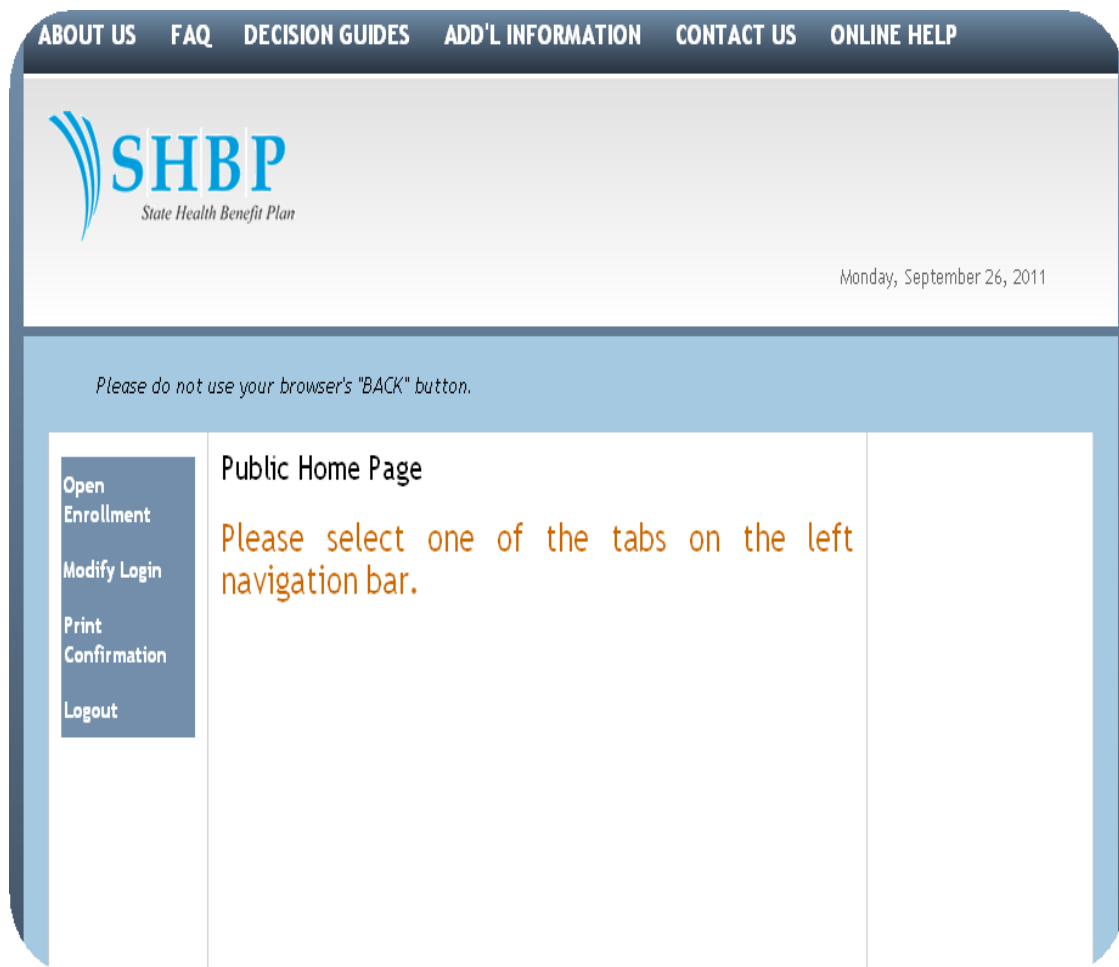 ABOUT US FAQ DECISION GUIDES ADD'L INFORMATION CONTACT US ONLINE HELP
SHBP
State Health Benefit Plan
Monday, September 26, 2011
Please do not use your browser's "BACK" button.
Open
Enrollment
Modify Login
Print
Confirmation
Logout
Public Home Page
Please select one of the tabs on the left
navigation bar.